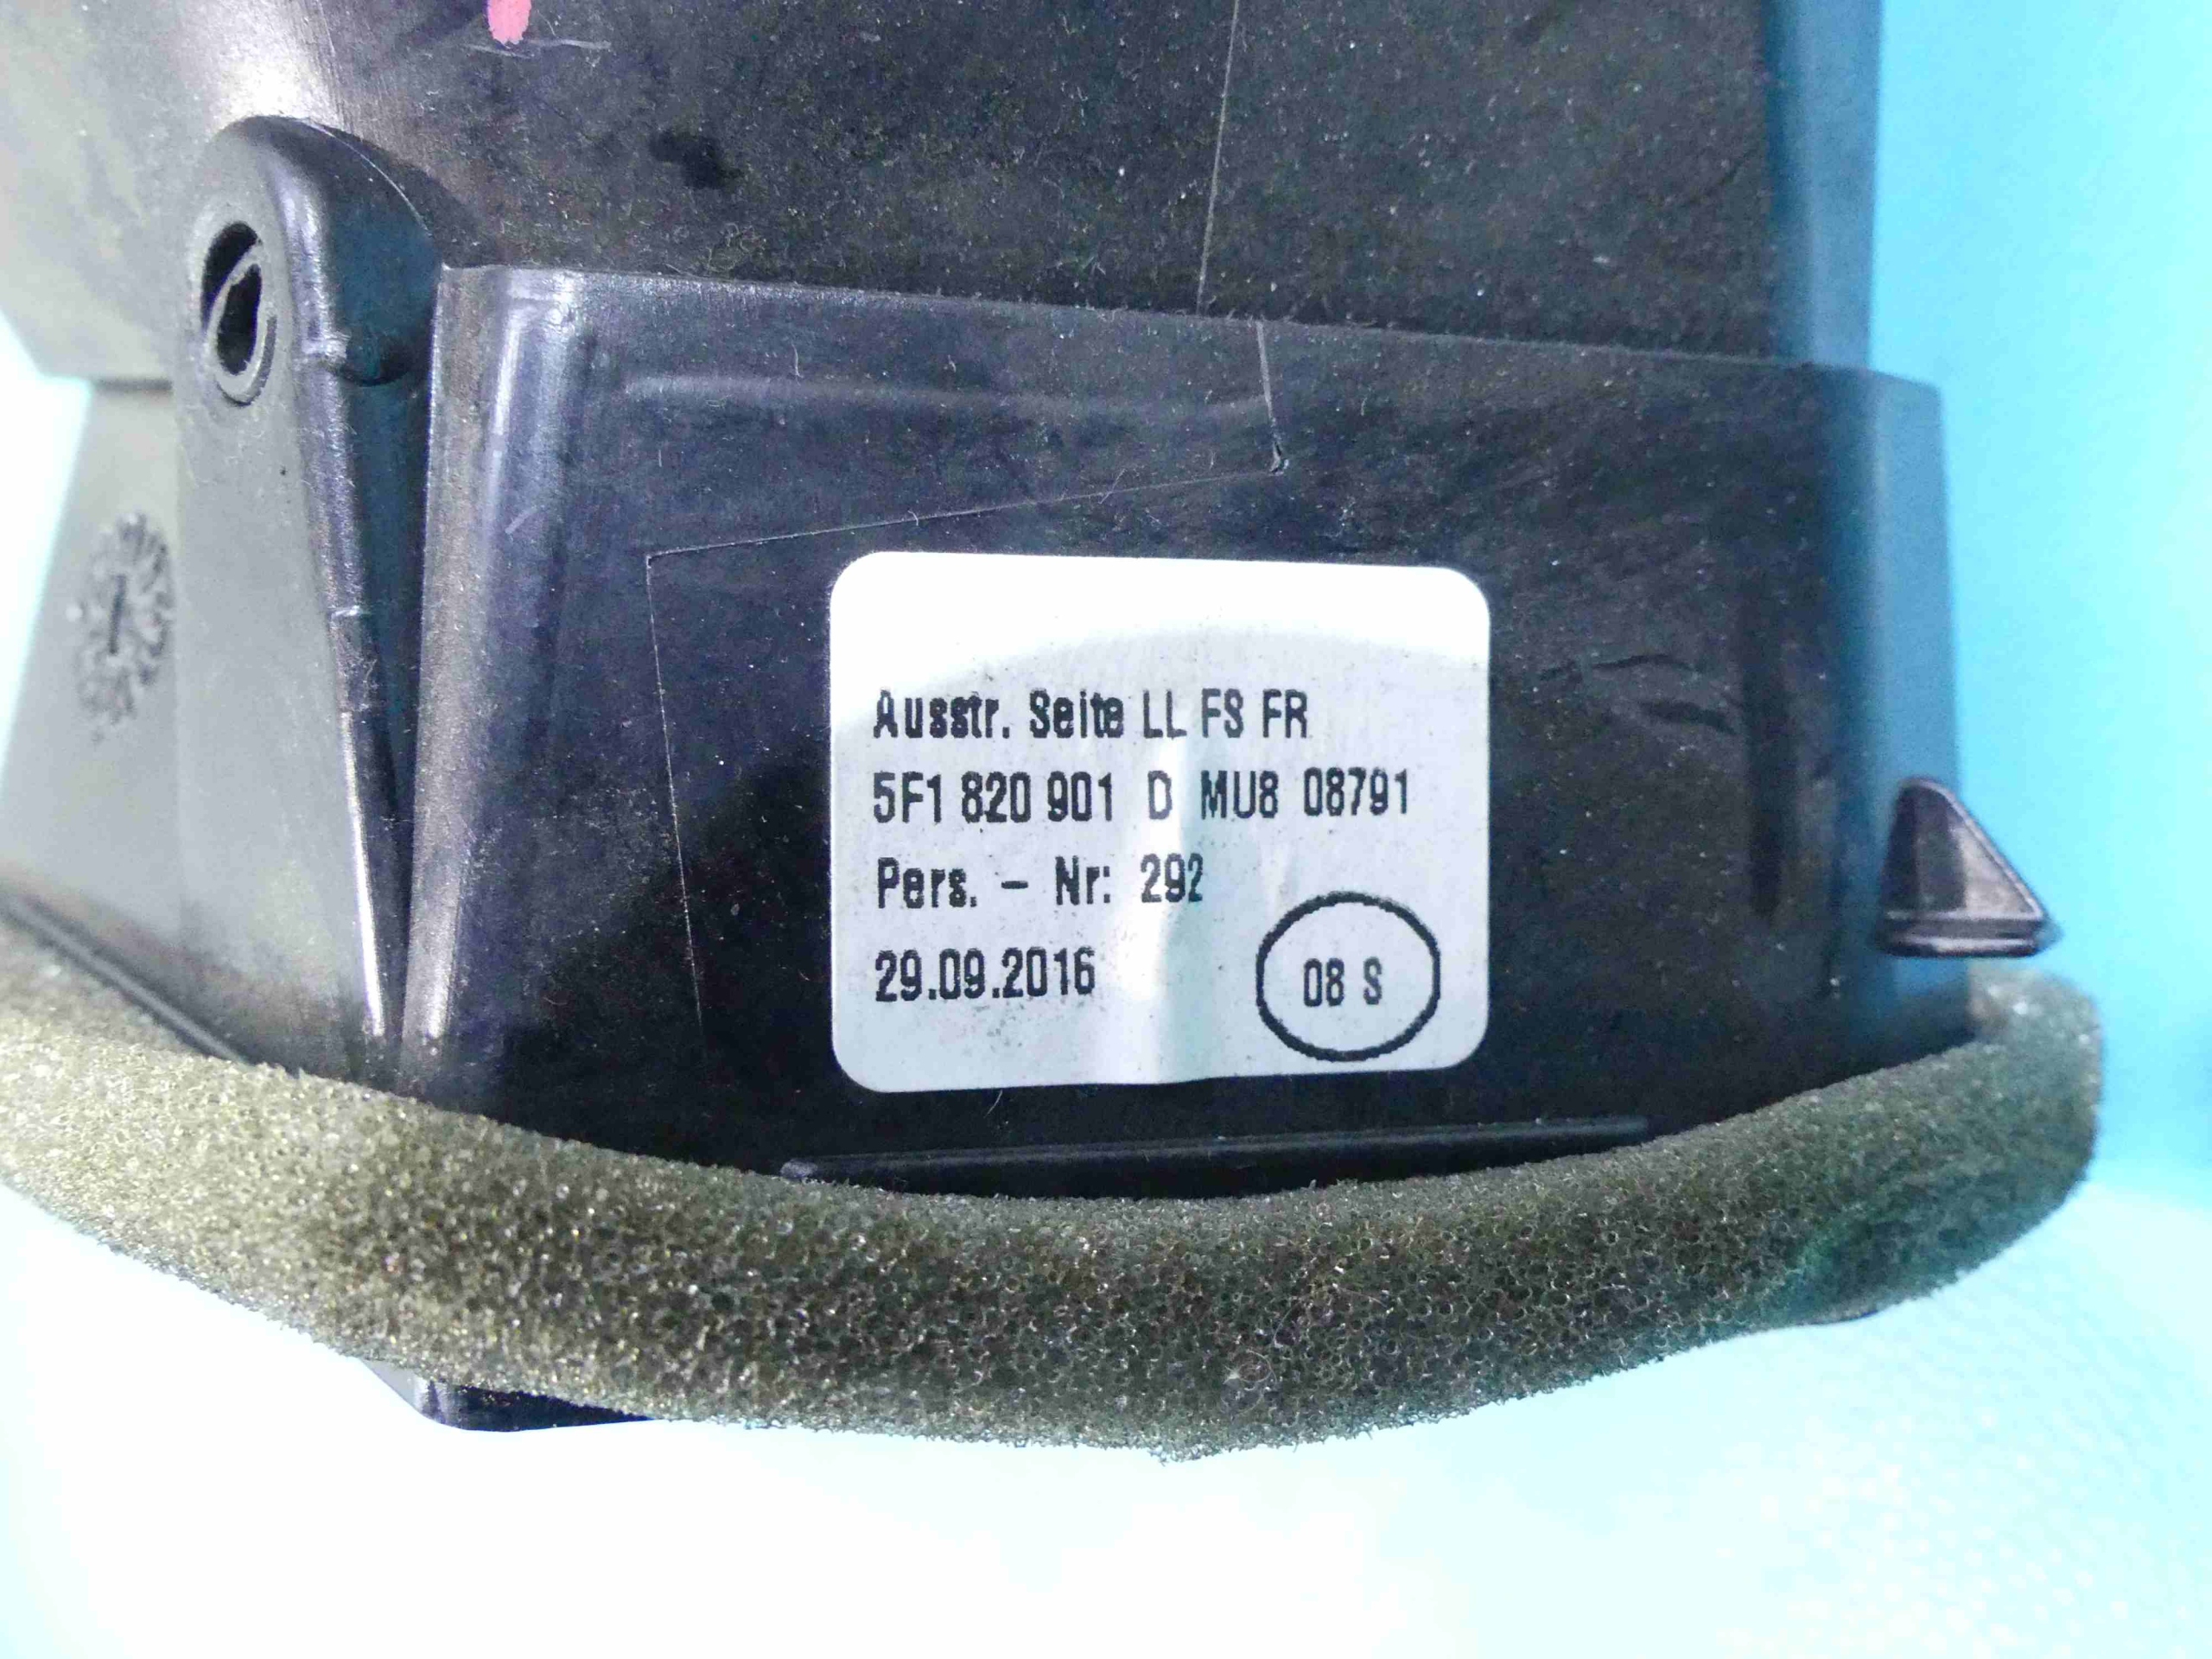 Ausstr. Seite LL FS FR
5F1 820 901 D MU8 08791
Pers. - Nr: 292
29.09.2016
08 S